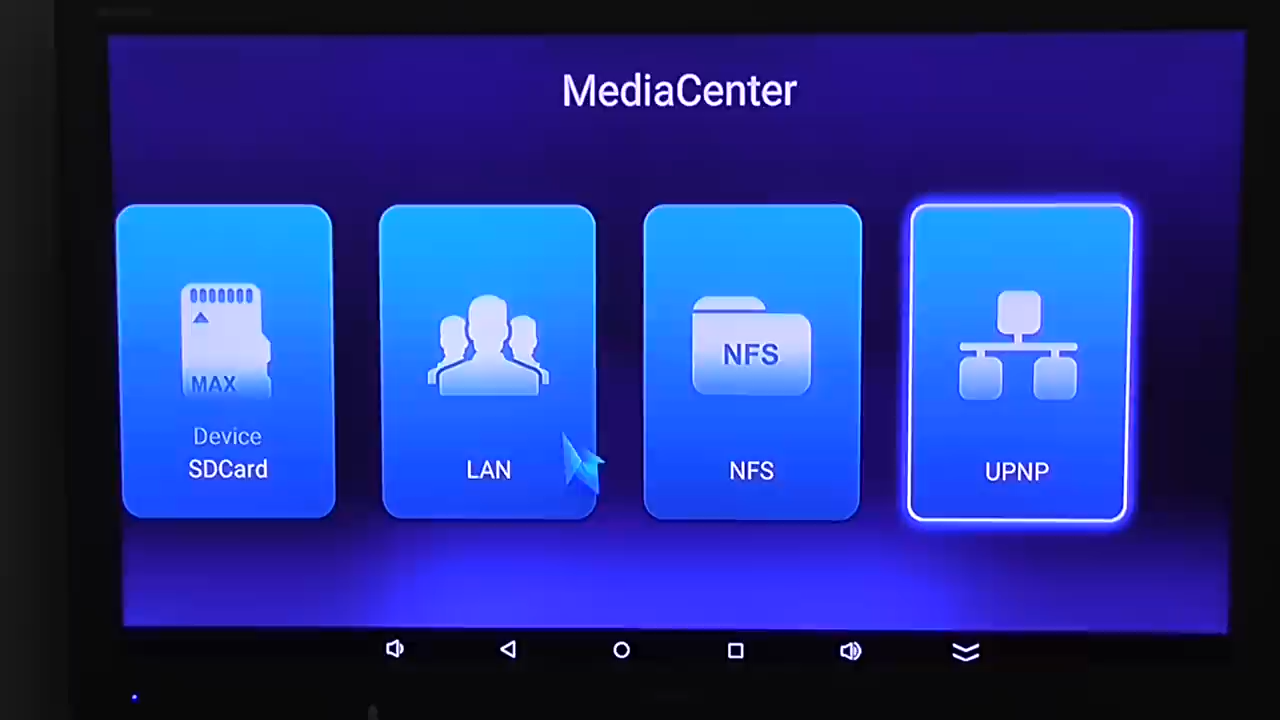 MediaCenter
MAX
Device
SDCard
LAN
NFS
NFS
UPNP